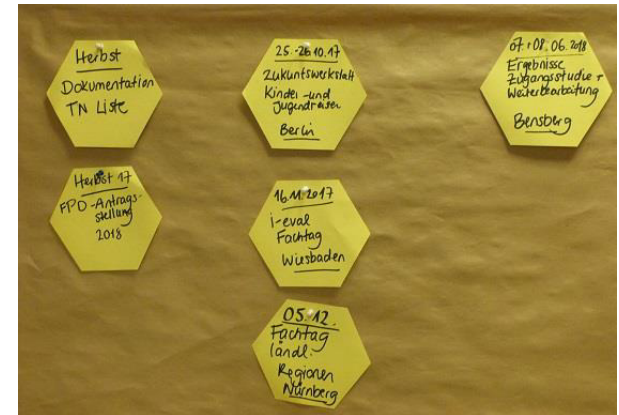 Herbst
Dokumentation
TN Liste
Herbst 17
FPD-Antrags-
stellung
2018
25.-26.10.17
Zukunftswerkstatt
Kinder-und
Jugendreisen
Berlin
16.11.2017
i-eval
Fachtag
Wiesbaden
05.12.
Fachtag
ländl.
Regionen
Nürnberg
07.+08.06.2018
Ergebnisse
Zugangsstudie +
Weiterbearbeitung
Bensberg